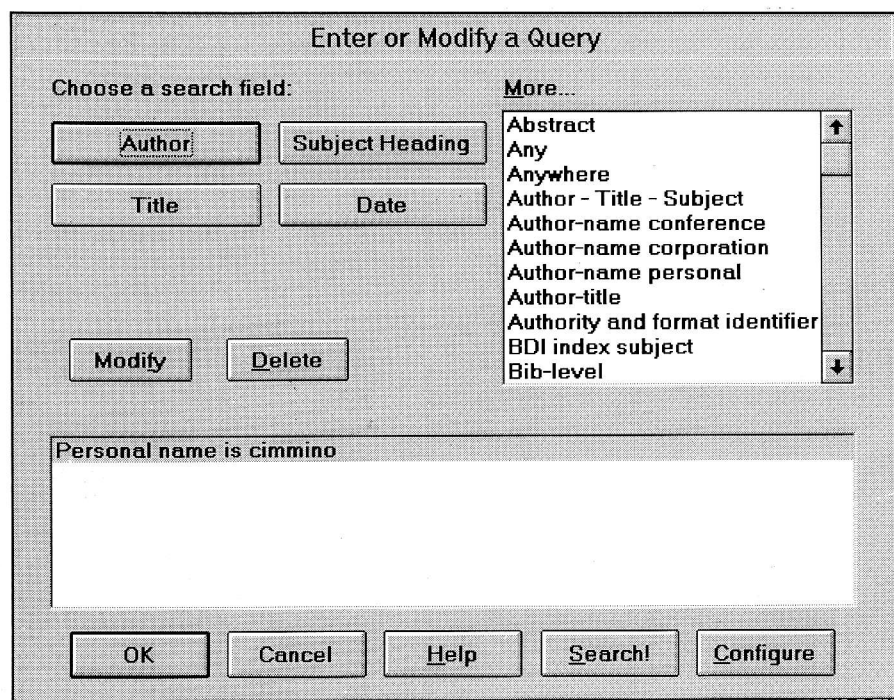 Enter or Modify a Query
Choose a search field:
Author
Subject Heading
Title
Date
More...
Abstract
Any
Anywhere
Author - Title - Subject
Author-name conference
Author-name corporation
Author-name personal
Author-title
Authority and format identifier
BDI index subject
Bib-level
Modify
Delete
Personal name is cimmino
OK
Cancel
Help
Search!
Configure